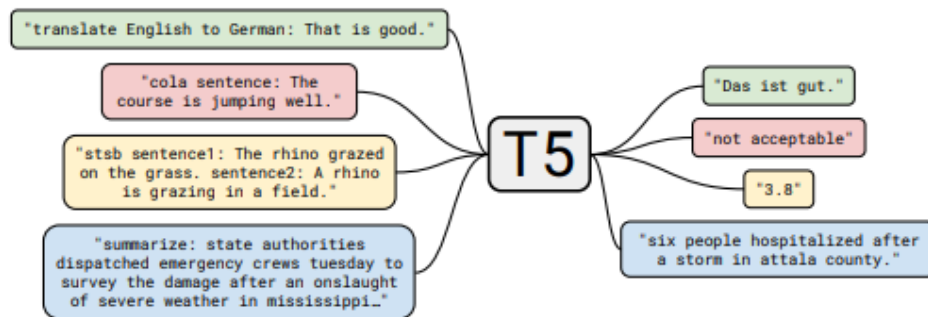 "translate English to German: That is good."
"cola sentence: The
course is jumping well."
"stsb sentence1: The rhino grazed
on the grass. sentence2: A rhino
is grazing in a field."
"summarize: state authorities
dispatched emergency crews tuesday to
survey the damage after an onslaught
of severe weather in mississippi…"
T5
"Das ist gut."
"not acceptable"
"3.8"
"six people hospitalized after
a storm in attala county."